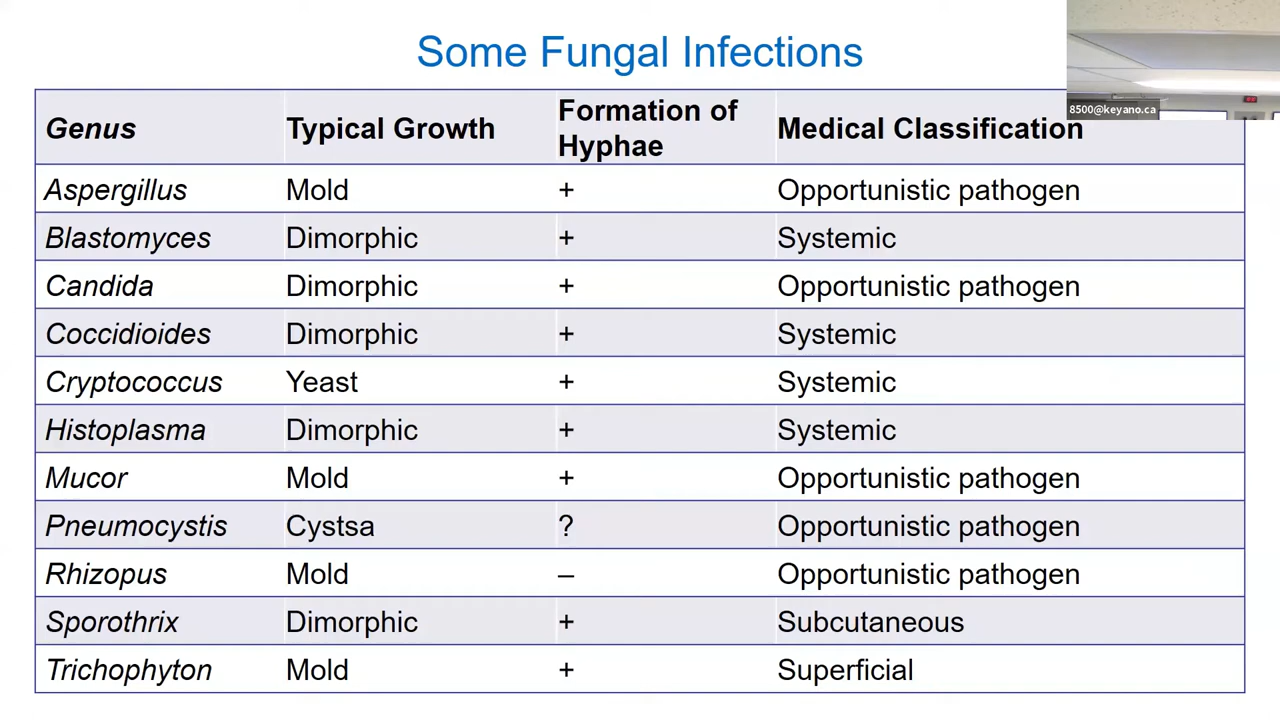 Some Fungal Infections
8500@keyano.ca
Genus Typical Growth Formation of Hyphae Medical Classification
Aspergillus Mold + Opportunistic pathogen
Blastomyces Dimorphic + Systemic
Candida Dimorphic + Opportunistic pathogen
Coccidioides Dimorphic + Systemic
Cryptococcus Yeast + Systemic
Histoplasma Dimorphic + Systemic
Mucor Mold + Opportunistic pathogen
Pneumocystis Cystsa ? Opportunistic pathogen
Rhizopus Mold – Opportunistic pathogen
Sporothrix Dimorphic + Subcutaneous
Trichophyton Mold + Superficial